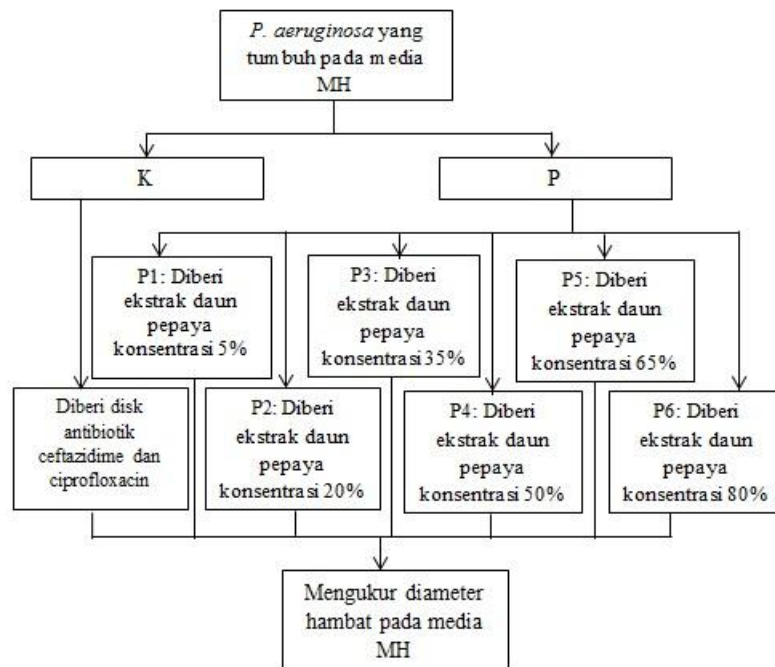 P. aeruginosa yang
tumbuh pada media
MH
K
P
P1: Diberi
ekstrak daun
pepaya
konsentrasi 5%
P3: Diberi
ekstrak daun
pepaya
konsentrasi 35%
P5: Diberi
ekstrak daun
pepaya
konsentrasi 65%
Diberi disk
antibiotik
ceftazidime dan
ciprofloxacin
P2: Diberi
ekstrak daun
pepaya
konsentrasi 20%
P4: Diberi
ekstrak daun
pepaya
konsentrasi 50%
P6: Diberi
ekstrak daun
pepaya
konsentrasi 80%
Mengukur diameter
hambat pada media
MH